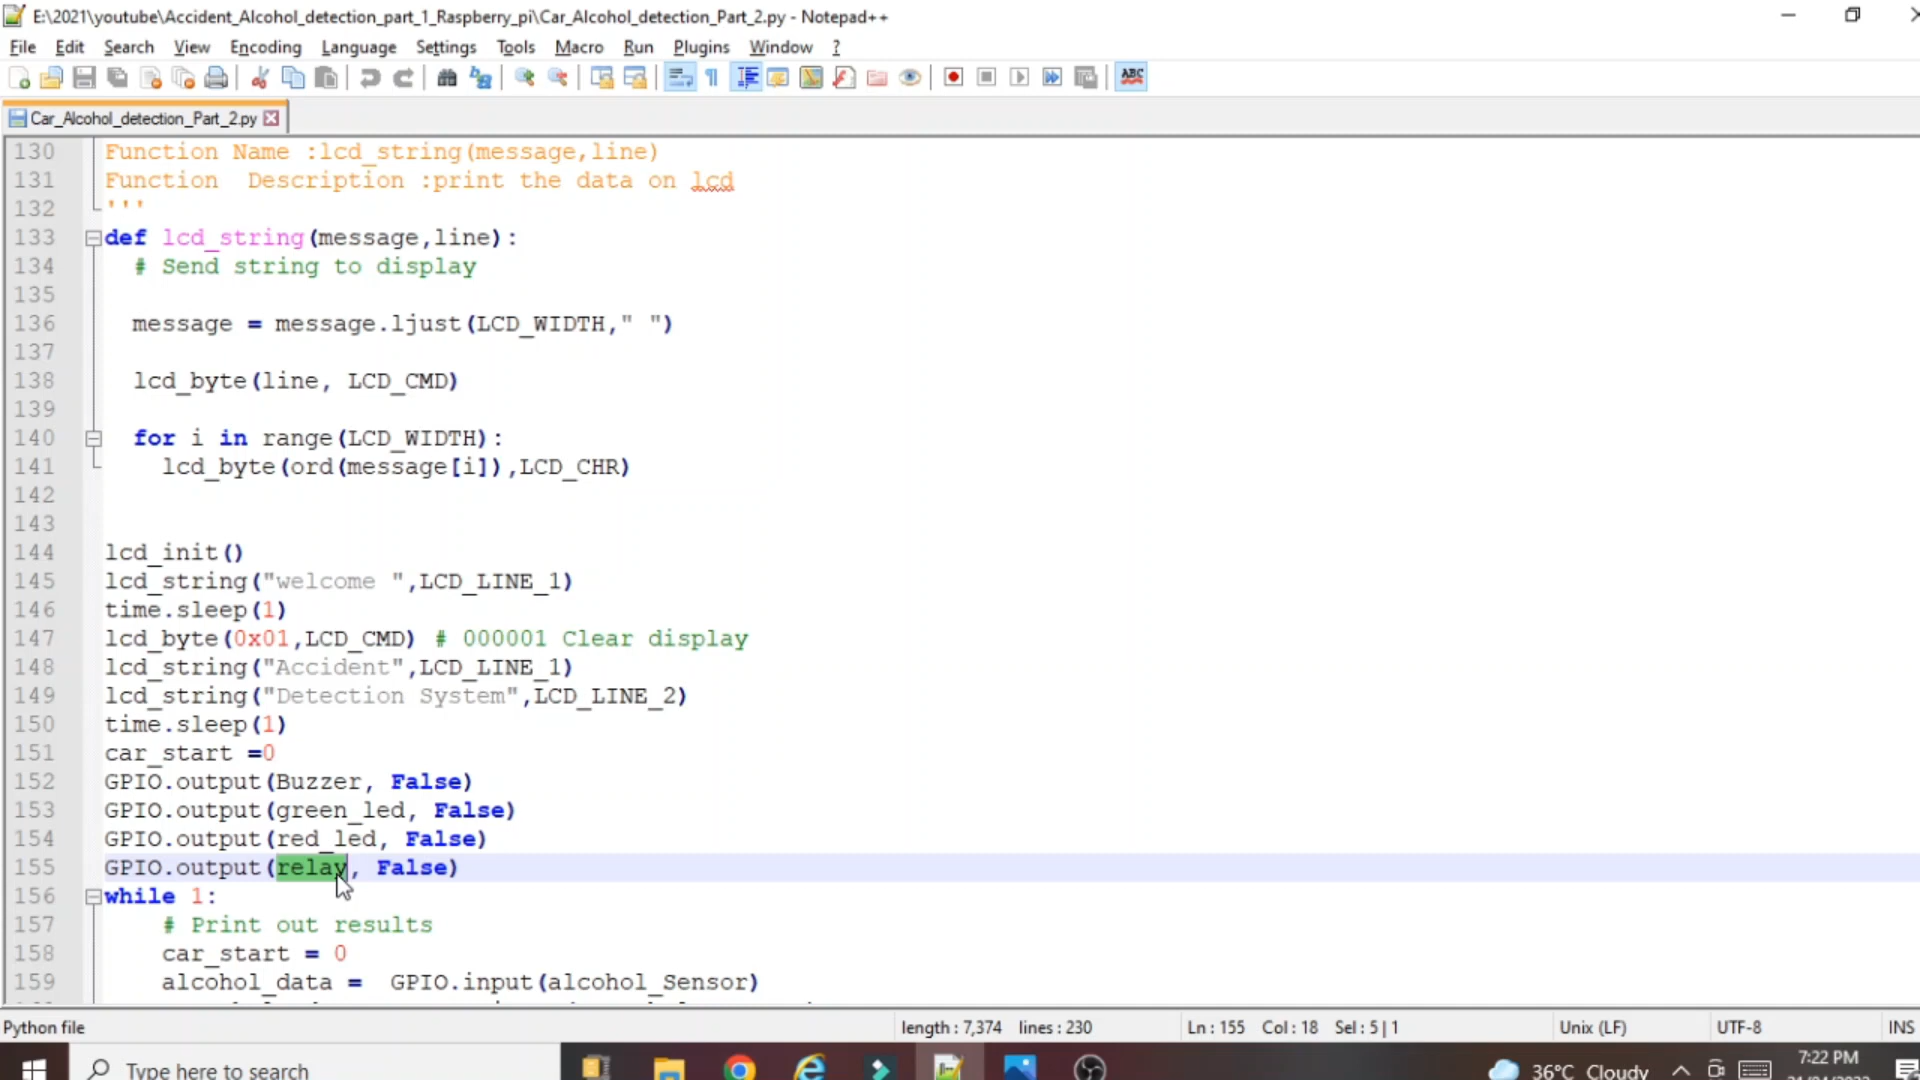 E:\2021\youtube\Accident_Alcohol_detection_part_1_Raspberry_pi\Car_Alcohol_detection_Part_2.py - Notepad++
File Edit Search View Encoding Language Settings Tools Macro Run Plugins Window ?
ABC
Car_Alcohol_detection_Part_2.py
130 Function Name :lcd_string(message,line)
131 Function  Description :print the data on lcd
132 '''
133 def lcd_string(message,line):
134   # Send string to display
135
136   message = message.ljust(LCD_WIDTH," ")
137
138   lcd_byte(line, LCD_CMD)
139
140   for i in range(LCD_WIDTH):
141     lcd_byte(ord(message[i]),LCD_CHR)
142
143
144 lcd_init()
145 lcd_string("welcome ",LCD_LINE_1)
146 time.sleep(1)
147 lcd_byte(0x01,LCD_CMD) # 000001 Clear display
148 lcd_string("Accident",LCD_LINE_1)
149 lcd_string("Detection System",LCD_LINE_2)
150 time.sleep(1)
151 car_start =0
152 GPIO.output(Buzzer, False)
153 GPIO.output(green_led, False)
154 GPIO.output(red_led, False)
155 GPIO.output(relay, False)
156 while 1:
157     # Print out results
158     car_start = 0
159     alcohol_data =  GPIO.input(alcohol_Sensor)
Python file length : 7,374 lines : 230 Ln : 155 Col : 18 Sel : 5 | 1 Unix (LF) UTF-8 INS
Type here to search 36°C Cloudy 7:22 PM